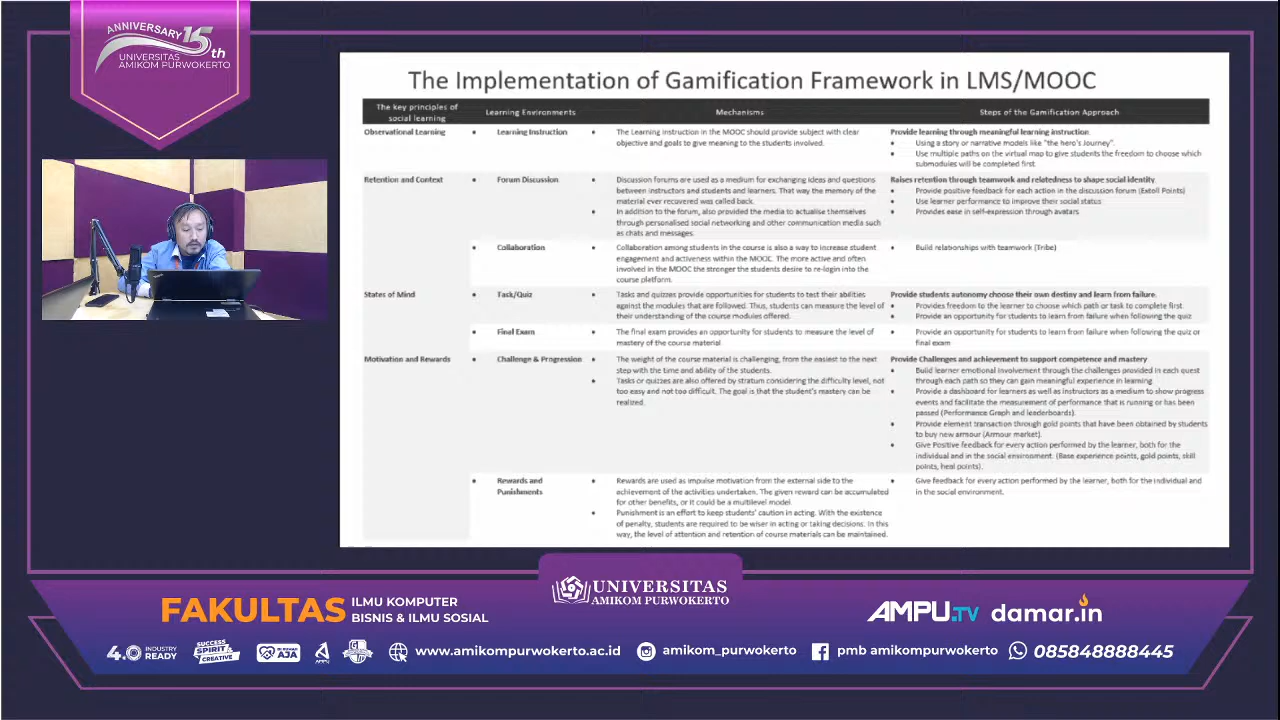 ANNIVERSARY 15th
UNIVERSITAS
AMIKOM PURWOKERTO
The Implementation of Gamification Framework in LMS/MOOC
The key principles of
social learning
Learning Environments
Mechanisms
Steps of the Gamification Approach
Observational Learning
• Learning Instruction
• The Learning instruction in the MOOC should provide subject with clear
objective and goals to give meaning to the students involved.
Provide learning through meaningful learning instruction
• Using a story or narrative models like "the hero's Journey".
• Use multiple paths on the virtual map to give students the freedom to choose which
submodules will be completed first.
Retention and Context
• Forum Discussion
• Discussion forums are used as a medium for exchanging ideas and questions
between instructors and students and learners. That way the memory of the
material ever recovered was called back.
• In addition to the forum, also provided the media to actualise themselves
through personalised social networking and other communication media such
as chats and messages.
Raises retention through teamwork and relatedness to shape social identity.
• Provide positive feedback for each action in the discussion forum (Extoll Points)
• Use learner performance to improve their social status
• Provides ease in self-expression through avatars
• Collaboration
• Collaboration among students in the course is also a way to increase student
engagement and activeness within the MOOC. The more active and often
involved in the MOOC the stronger the students desire to re-login into the
course platform.
• Build relationships with teamwork (Tribe)
States of Mind
• Task/Quiz
• Tasks and quizzes provide opportunities for students to test their abilities
against the modules that are followed. Thus, students can measure the level of
their understanding of the course modules offered.
Provide students autonomy choose their own destiny and learn from failure.
• Provides freedom to the learner to choose which path or task to complete first
• Provide an opportunity for students to learn from failure when following the quiz
• Final Exam
• The final exam provides an opportunity for students to measure the level of
mastery of the course material
• Provide an opportunity for students to learn from failure when following the quiz or
final exam
Motivation and Rewards
• Challenge & Progression
• The weight of the course material is challenging, from the easiest to the next
step with the time and ability of the students.
• Tasks or quizzes are also offered by stratum considering the difficulty level, not
too easy and not too difficult. The goal is that the student's mastery can be
realized.
Provide Challenges and achievement to support competence and mastery
• Build learner emotional involvement through the challenges provided in each quest
through each path so they can gain meaningful experience in learning.
• Provide a dashboard for learners as well as instructors as a medium to show progress
events and facilitate the measurement of performance that is running or has been
passed (Performance Graph and leaderboards).
• Provide element transaction through gold points that have been obtained by students
to buy new armour (Armour market).
• Give Positive feedback for every action performed by the learner, both for the
individual and in the social environment. (Base experience points, gold points, skill
points, heal points).
• Rewards and
Punishments
• Rewards are used as impulse motivation from the external side to the
achievement of the activities undertaken. The given reward can be accumulated
for other benefits, or it could be a multilevel model.
• Punishment is an effort to keep students' caution in acting. With the existence
of penalty, students are required to be wiser in acting or taking decisions. In this
way, the level of attention and retention of course materials can be maintained.
• Give feedback for every action performed by the learner, both for the individual and
in the social environment.
UNIVERSITAS
AMIKOM PURWOKERTO
FAKULTAS
ILMU KOMPUTER
BISNIS & ILMU SOSIAL
AMPU.TV
damar.in
4.0 INDUSTRY
READY
SUCCESS
SPIRIT
CREATIVE
AJA
AMPU
www.amikompurwokerto.ac.id
amikom_purwokerto
pmb amikompurwokerto
085848888445